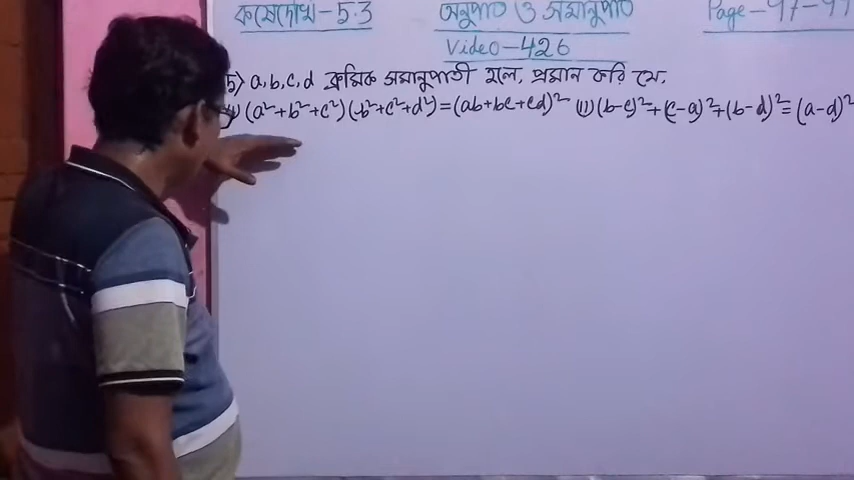 কষেদেখি - 5.3 অনুপাত ও সমানুপাত Page - 97-99
Video - 426
5> a,b,c,d ক্রমিক সমানুপাতী হলে, প্রমান করি যে,
(i) (a²+b²+c²)(b²+c²+d²)=(ab+bc+cd)² (ii) (b-c)²+(c-a)²+(b-d)²=(a-d)²